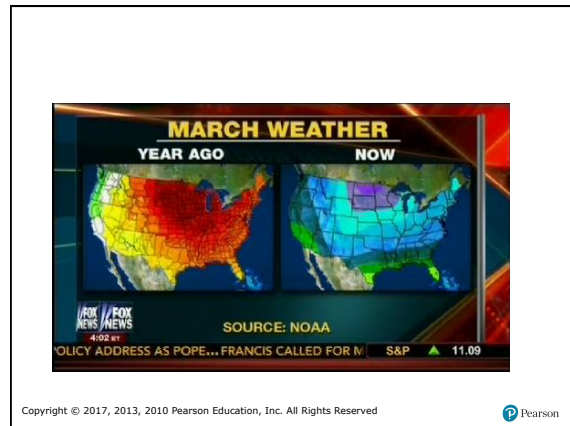 MARCH WEATHER
YEAR AGO
NOW
FOX NEWS FOX NEWS
SOURCE: NOAA
4:02 ET
POLICY ADDRESS AS POPE... FRANCIS CALLED FOR M
S&P ▲ 11.09
Copyright © 2017, 2013, 2010 Pearson Education, Inc. All Rights Reserved
P Pearson